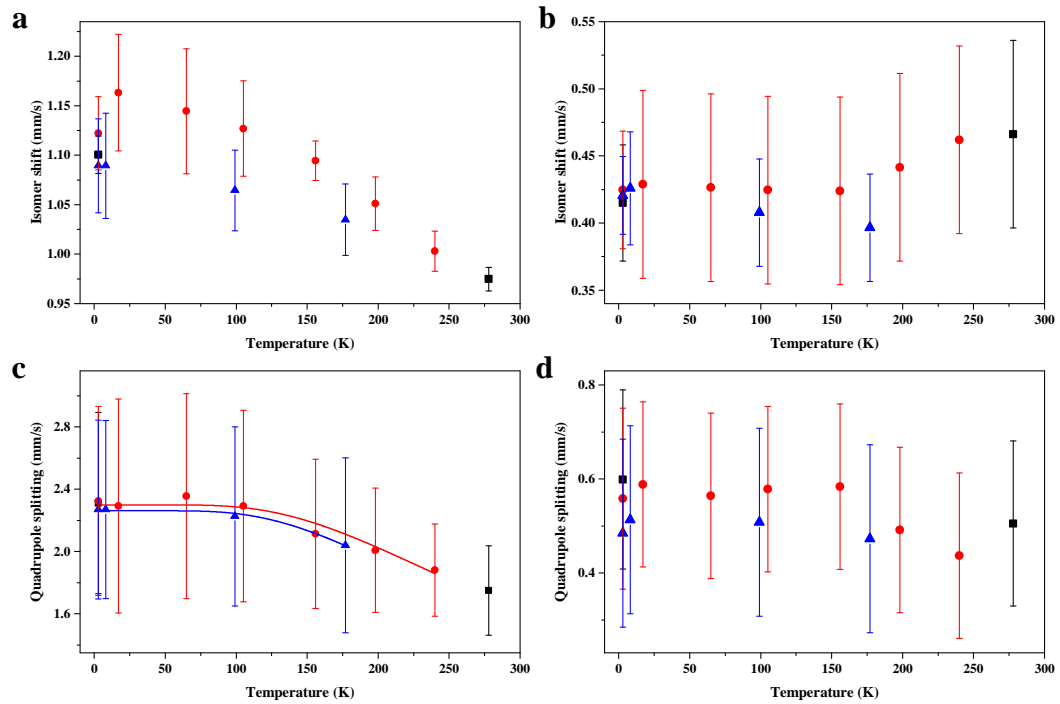 a
Isomer shift (mm/s)
1.20
1.15
1.10
1.05
1.00
0.95
0 50 100 150 200 250 300
Temperature (K)
b
Isomer shift (mm/s)
0.55
0.50
0.45
0.40
0.35
0 50 100 150 200 250 300
Temperature (K)
c
Quadrupole splitting (mm/s)
2.8
2.4
2.0
1.6
0 50 100 150 200 250 300
Temperature (K)
d
Quadrupole splitting (mm/s)
0.8
0.6
0.4
0 50 100 150 200 250 300
Temperature (K)